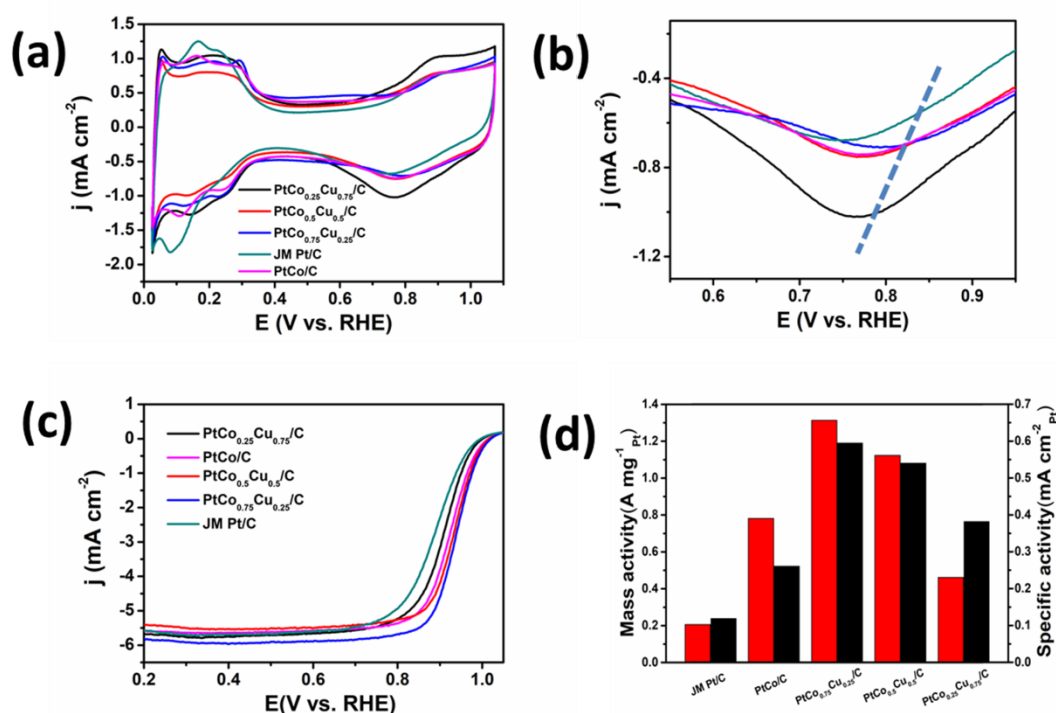 (a)
j (mA cm⁻²)
1.5
1.0
0.5
0.0
-0.5
-1.0
-1.5
-2.0
PtCo₀.₂₅Cu₀.₇₅/C
PtCo₀.₅Cu₀.₅/C
PtCo₀.₇₅Cu₀.₂₅/C
JM Pt/C
PtCo/C
0.0 0.2 0.4 0.6 0.8 1.0
E (V vs. RHE)
(b)
j (mA cm⁻²)
-0.4
-0.8
-1.2
0.6 0.7 0.8 0.9
E (V vs. RHE)
(c)
j (mA cm⁻²)
1
0
-1
-2
-3
-4
-5
-6
PtCo₀.₂₅Cu₀.₇₅/C
PtCo/C
PtCo₀.₅Cu₀.₅/C
PtCo₀.₇₅Cu₀.₂₅/C
JM Pt/C
0.2 0.4 0.6 0.8 1.0
E(V vs. RHE)
(d)
Mass activity(A mg⁻¹Pt)
1.4
1.2
1.0
0.8
0.6
0.4
0.2
0.0
JM Pt/C
PtCo/C
PtCo₀.₇₅Cu₀.₂₅/C
PtCo₀.₅Cu₀.₅/C
PtCo₀.₂₅Cu₀.₇₅/C
0.7
0.6
0.5
0.4
0.3
0.2
0.1
0.0
Specific activity(mA cm⁻²Pt)